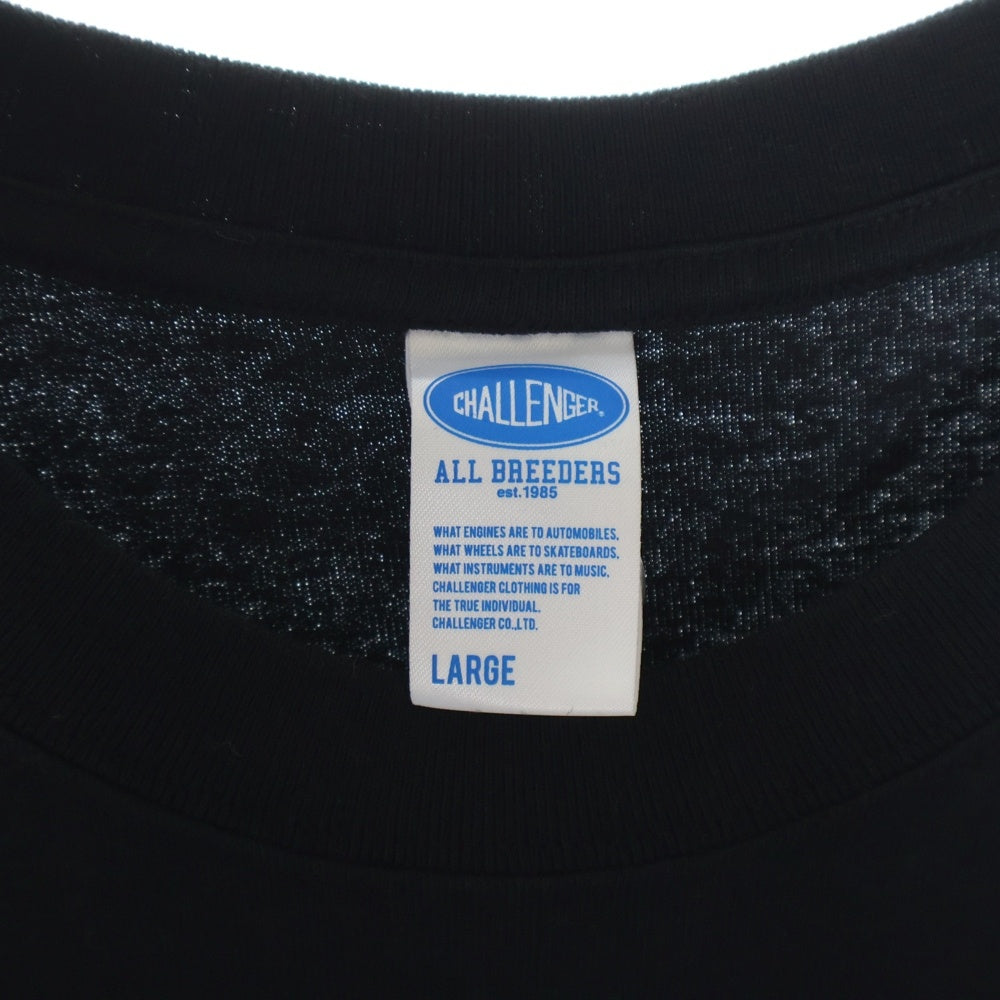 CHALLENGER®
ALL BREEDERS
est.1985
WHAT ENGINES ARE TO AUTOMOBILES,
WHAT WHEELS ARE TO SKATEBOARDS,
WHAT INSTRUMENTS ARE TO MUSIC,
CHALLENGER CLOTHING IS FOR
THE TRUE INDIVIDUAL.
CHALLENGER CO.,LTD.
LARGE